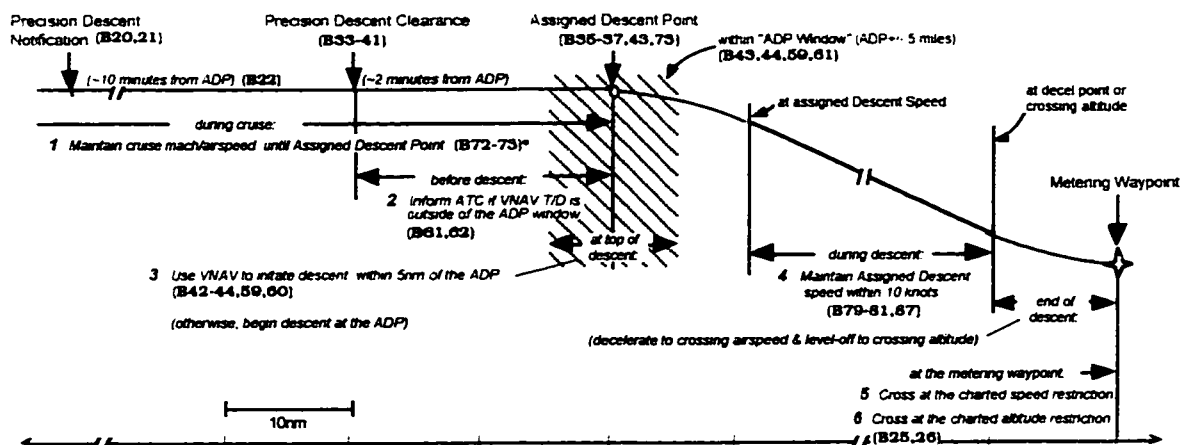 Precision Descent
Notification (B20,21)
Precision Descent Clearance
(B33-41)
Assigned Descent Point
(B35-37,43,73)
within "ADP Window" (ADP+- 5 miles)
(B43,44,59,61)
(~10 minutes from ADP) (B22)
(~2 minutes from ADP)
at assigned Descent Speed
at decel point or
crossing altitude
during cruise:
1 Maintain cruise mach/airspeed until Assigned Descent Point (B72-73)*
before descent:
2 Inform ATC if VNAV T/D is
outside of the ADP window
(B61,62)
Metering Waypoint
at top of
descent:
3 Use VNAV to initiate descent within 5nm of the ADP
(B42-44,59,60)
(otherwise, begin descent at the ADP)
during descent:
4 Maintain Assigned Descent
speed within 10 knots
(B79-81,87)
end of
descent:
(decelerate to crossing airspeed & level-off to crossing altitude)
at the metering waypoint:
5 Cross at the charted speed restriction
6 Cross at the charted altitude restriction
(B25,26)
10nm